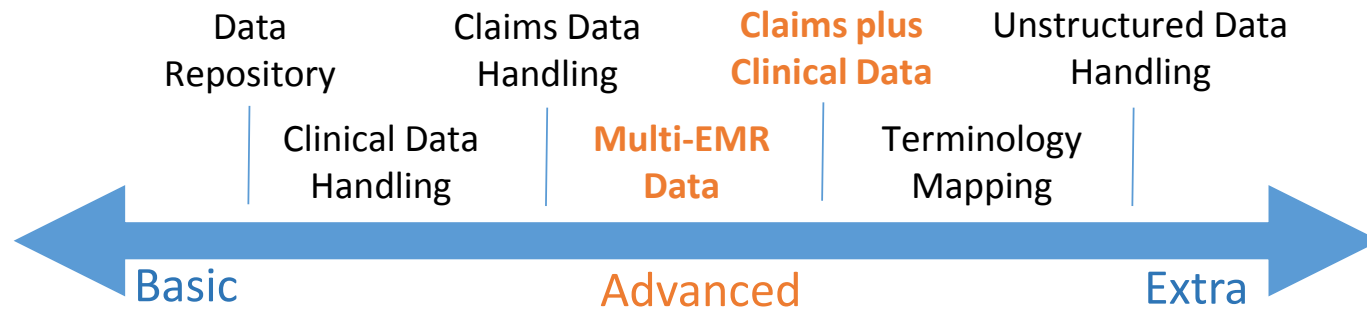 Data
Repository
Claims Data
Handling
Claims plus
Clinical Data
Unstructured Data
Handling
Clinical Data
Handling
Multi-EMR
Data
Terminology
Mapping
Basic
Advanced
Extra